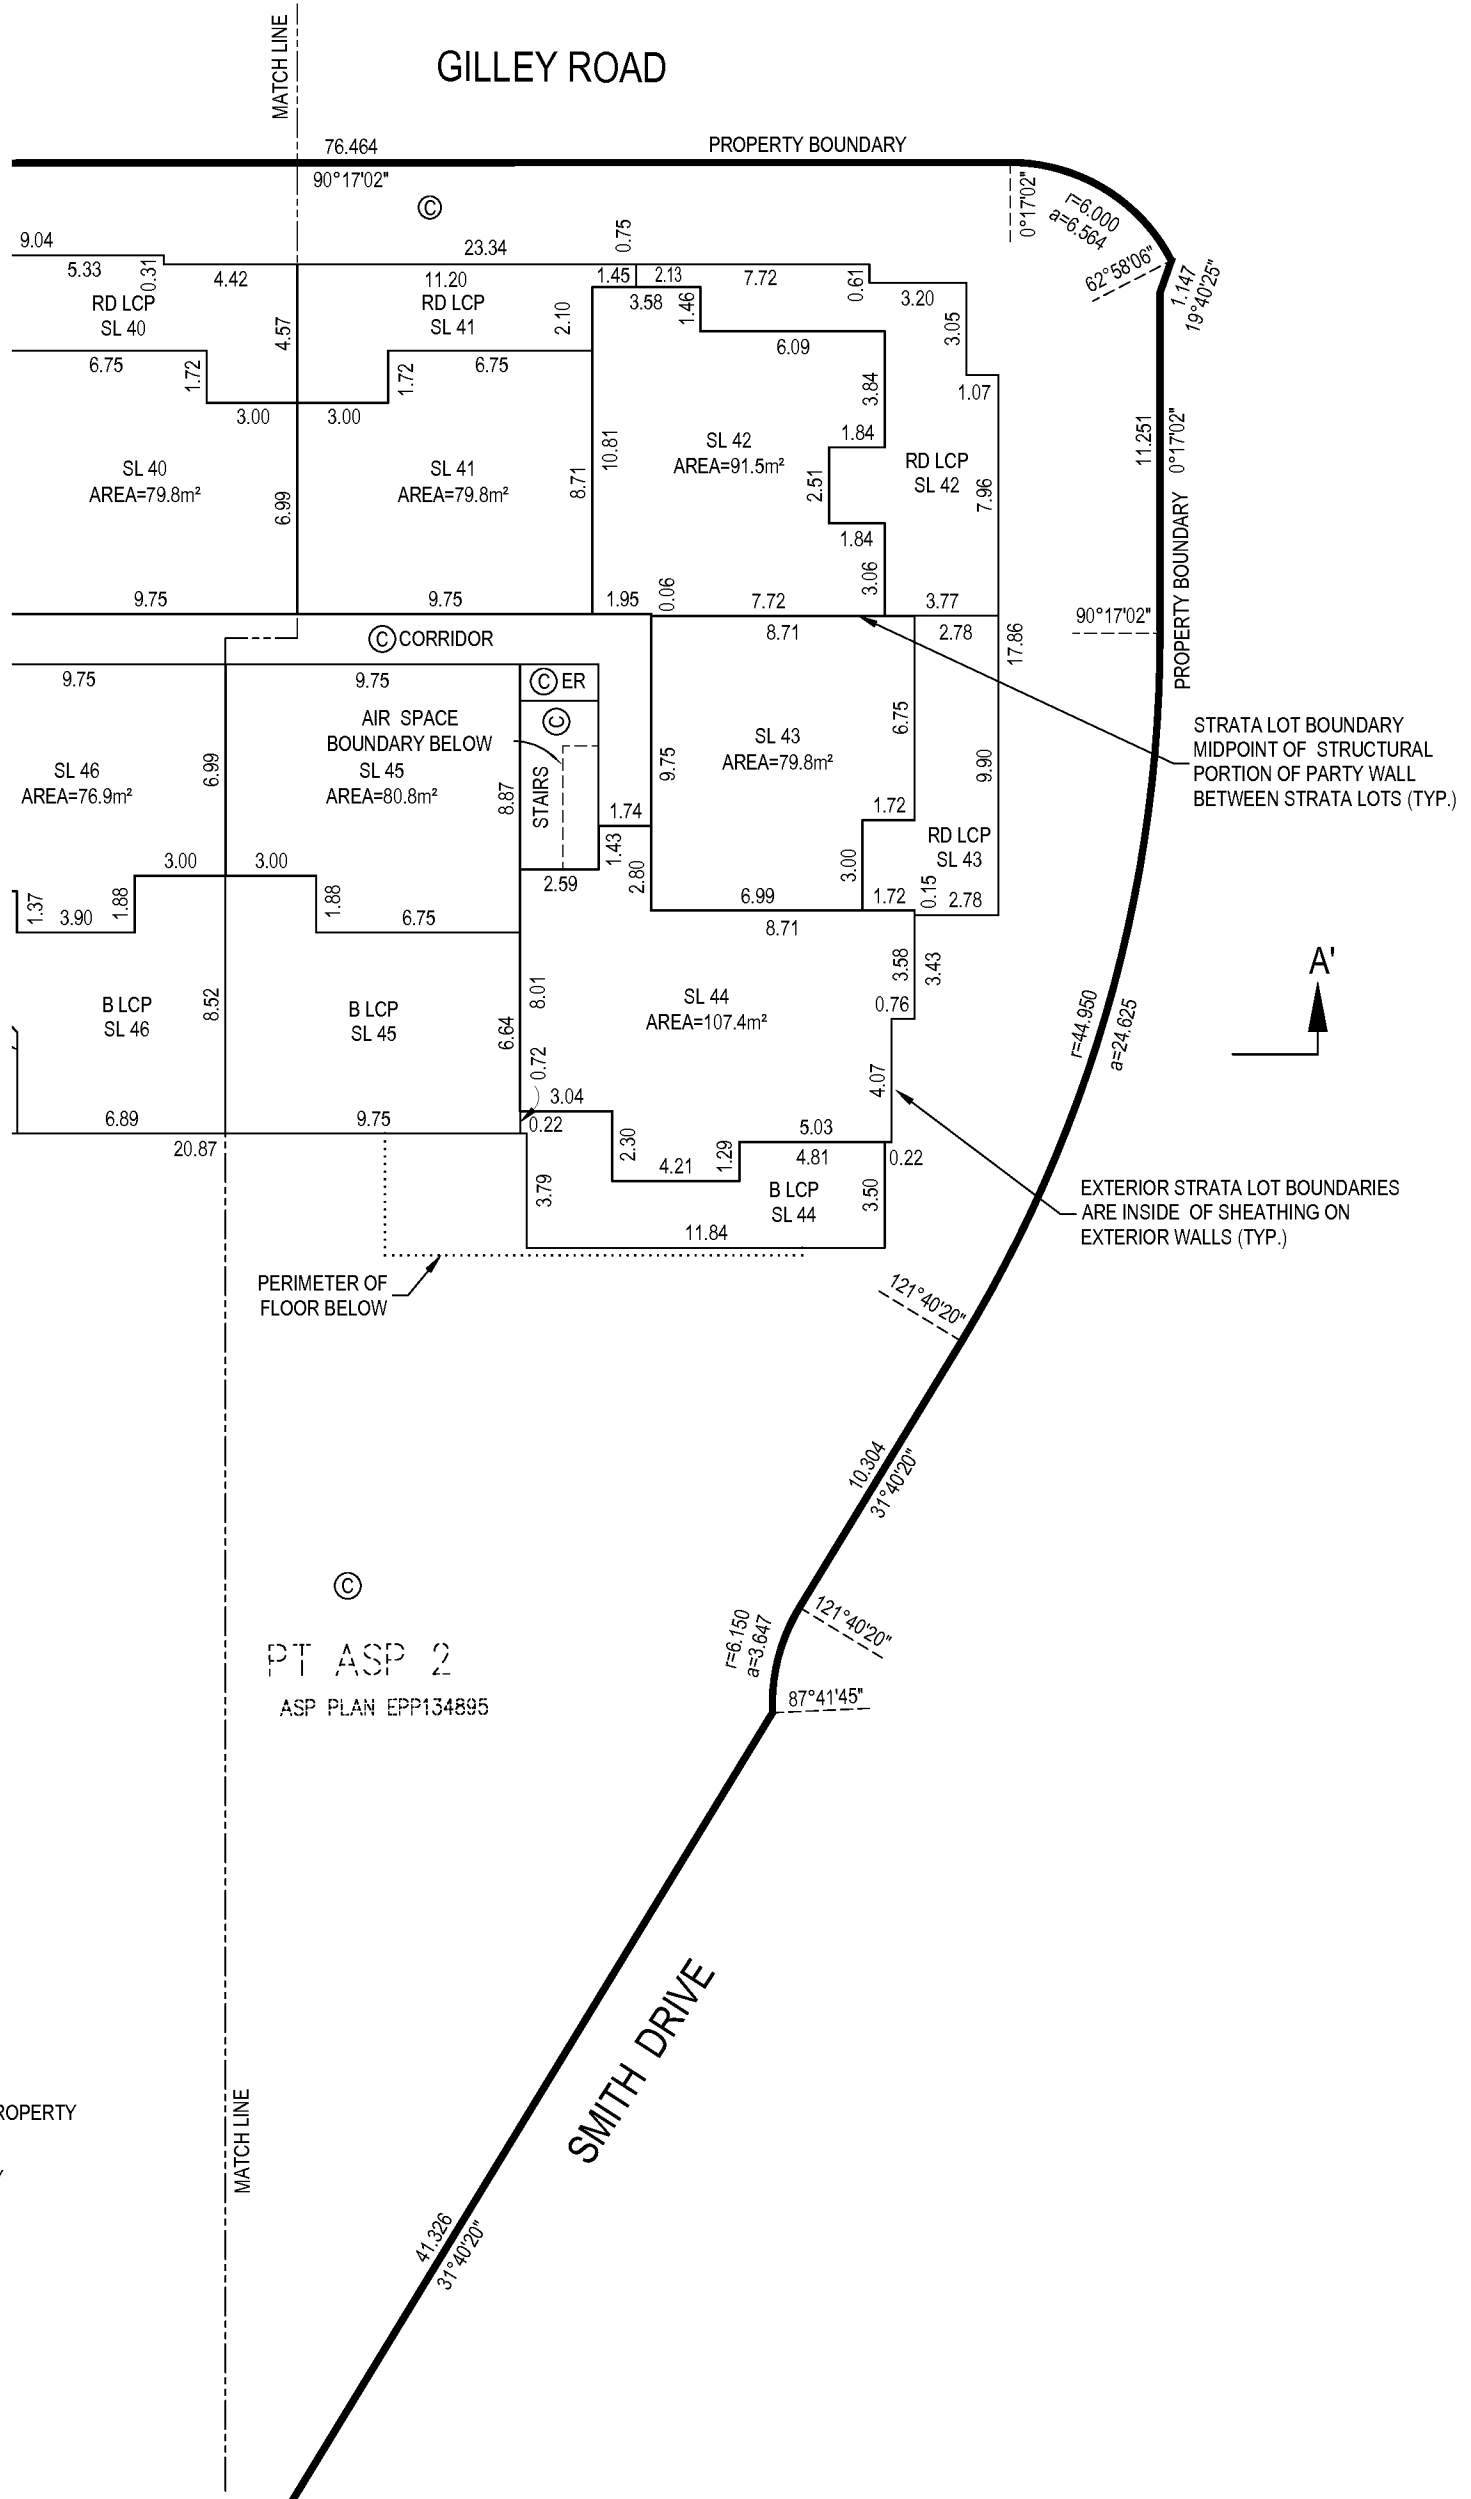 GILLEY ROAD
MATCH LINE
76.464
PROPERTY BOUNDARY
90°17'02"
©
0°17'02"
r=6.000
a=6.564
62°58'06"
1.147
19°40'25"
9.04
23.34
0.75
5.33
0.31
4.42
11.20
1.45
2.13
7.72
0.61
RD LCP
SL 40
RD LCP
SL 41
3.58
1.46
3.20
4.57
2.10
3.05
6.75
1.72
1.72
6.75
6.09
3.00
3.00
3.84
1.07
SL 40
AREA=79.8m²
SL 41
AREA=79.8m²
SL 42
AREA=91.5m²
1.84
RD LCP
SL 42
6.99
8.71
10.81
2.51
7.96
11.251
0°17'02"
1.84
3.06
9.75
9.75
1.95
0.06
7.72
3.77
PROPERTY BOUNDARY
90°17'02"
© CORRIDOR
8.71
2.78
17.86
9.75
9.75
© ER
AIR SPACE
BOUNDARY BELOW
©
STAIRS
SL 46
AREA=76.9m²
6.99
SL 45
AREA=80.8m²
8.87
SL 43
AREA=79.8m²
9.75
6.75
9.90
STRATA LOT BOUNDARY
MIDPOINT OF STRUCTURAL
PORTION OF PARTY WALL
BETWEEN STRATA LOTS (TYP.)
1.74
1.43
2.80
1.72
RD LCP
SL 43
3.00
3.00
3.00
2.59
1.37
3.90
1.88
1.88
6.75
6.99
1.72
0.15
2.78
8.71
B LCP
SL 46
8.52
B LCP
SL 45
6.64
8.01
SL 44
AREA=107.4m²
3.58
3.43
0.76
A'
r=44.950
a=24.625
0.72
3.04
0.22
4.07
6.89
9.75
5.03
20.87
2.30
4.21
1.29
4.81
0.22
3.79
B LCP
SL 44
3.50
11.84
EXTERIOR STRATA LOT BOUNDARIES
ARE INSIDE OF SHEATHING ON
EXTERIOR WALLS (TYP.)
PERIMETER OF
FLOOR BELOW
121°40'20"
10.304
31°40'20"
©
PT ASP 2
ASP PLAN EPP134895
r=6.150
a=3.647
121°40'20"
87°41'45"
SMITH DRIVE
ROPERTY
Y
MATCH LINE
41.326
31°40'20"